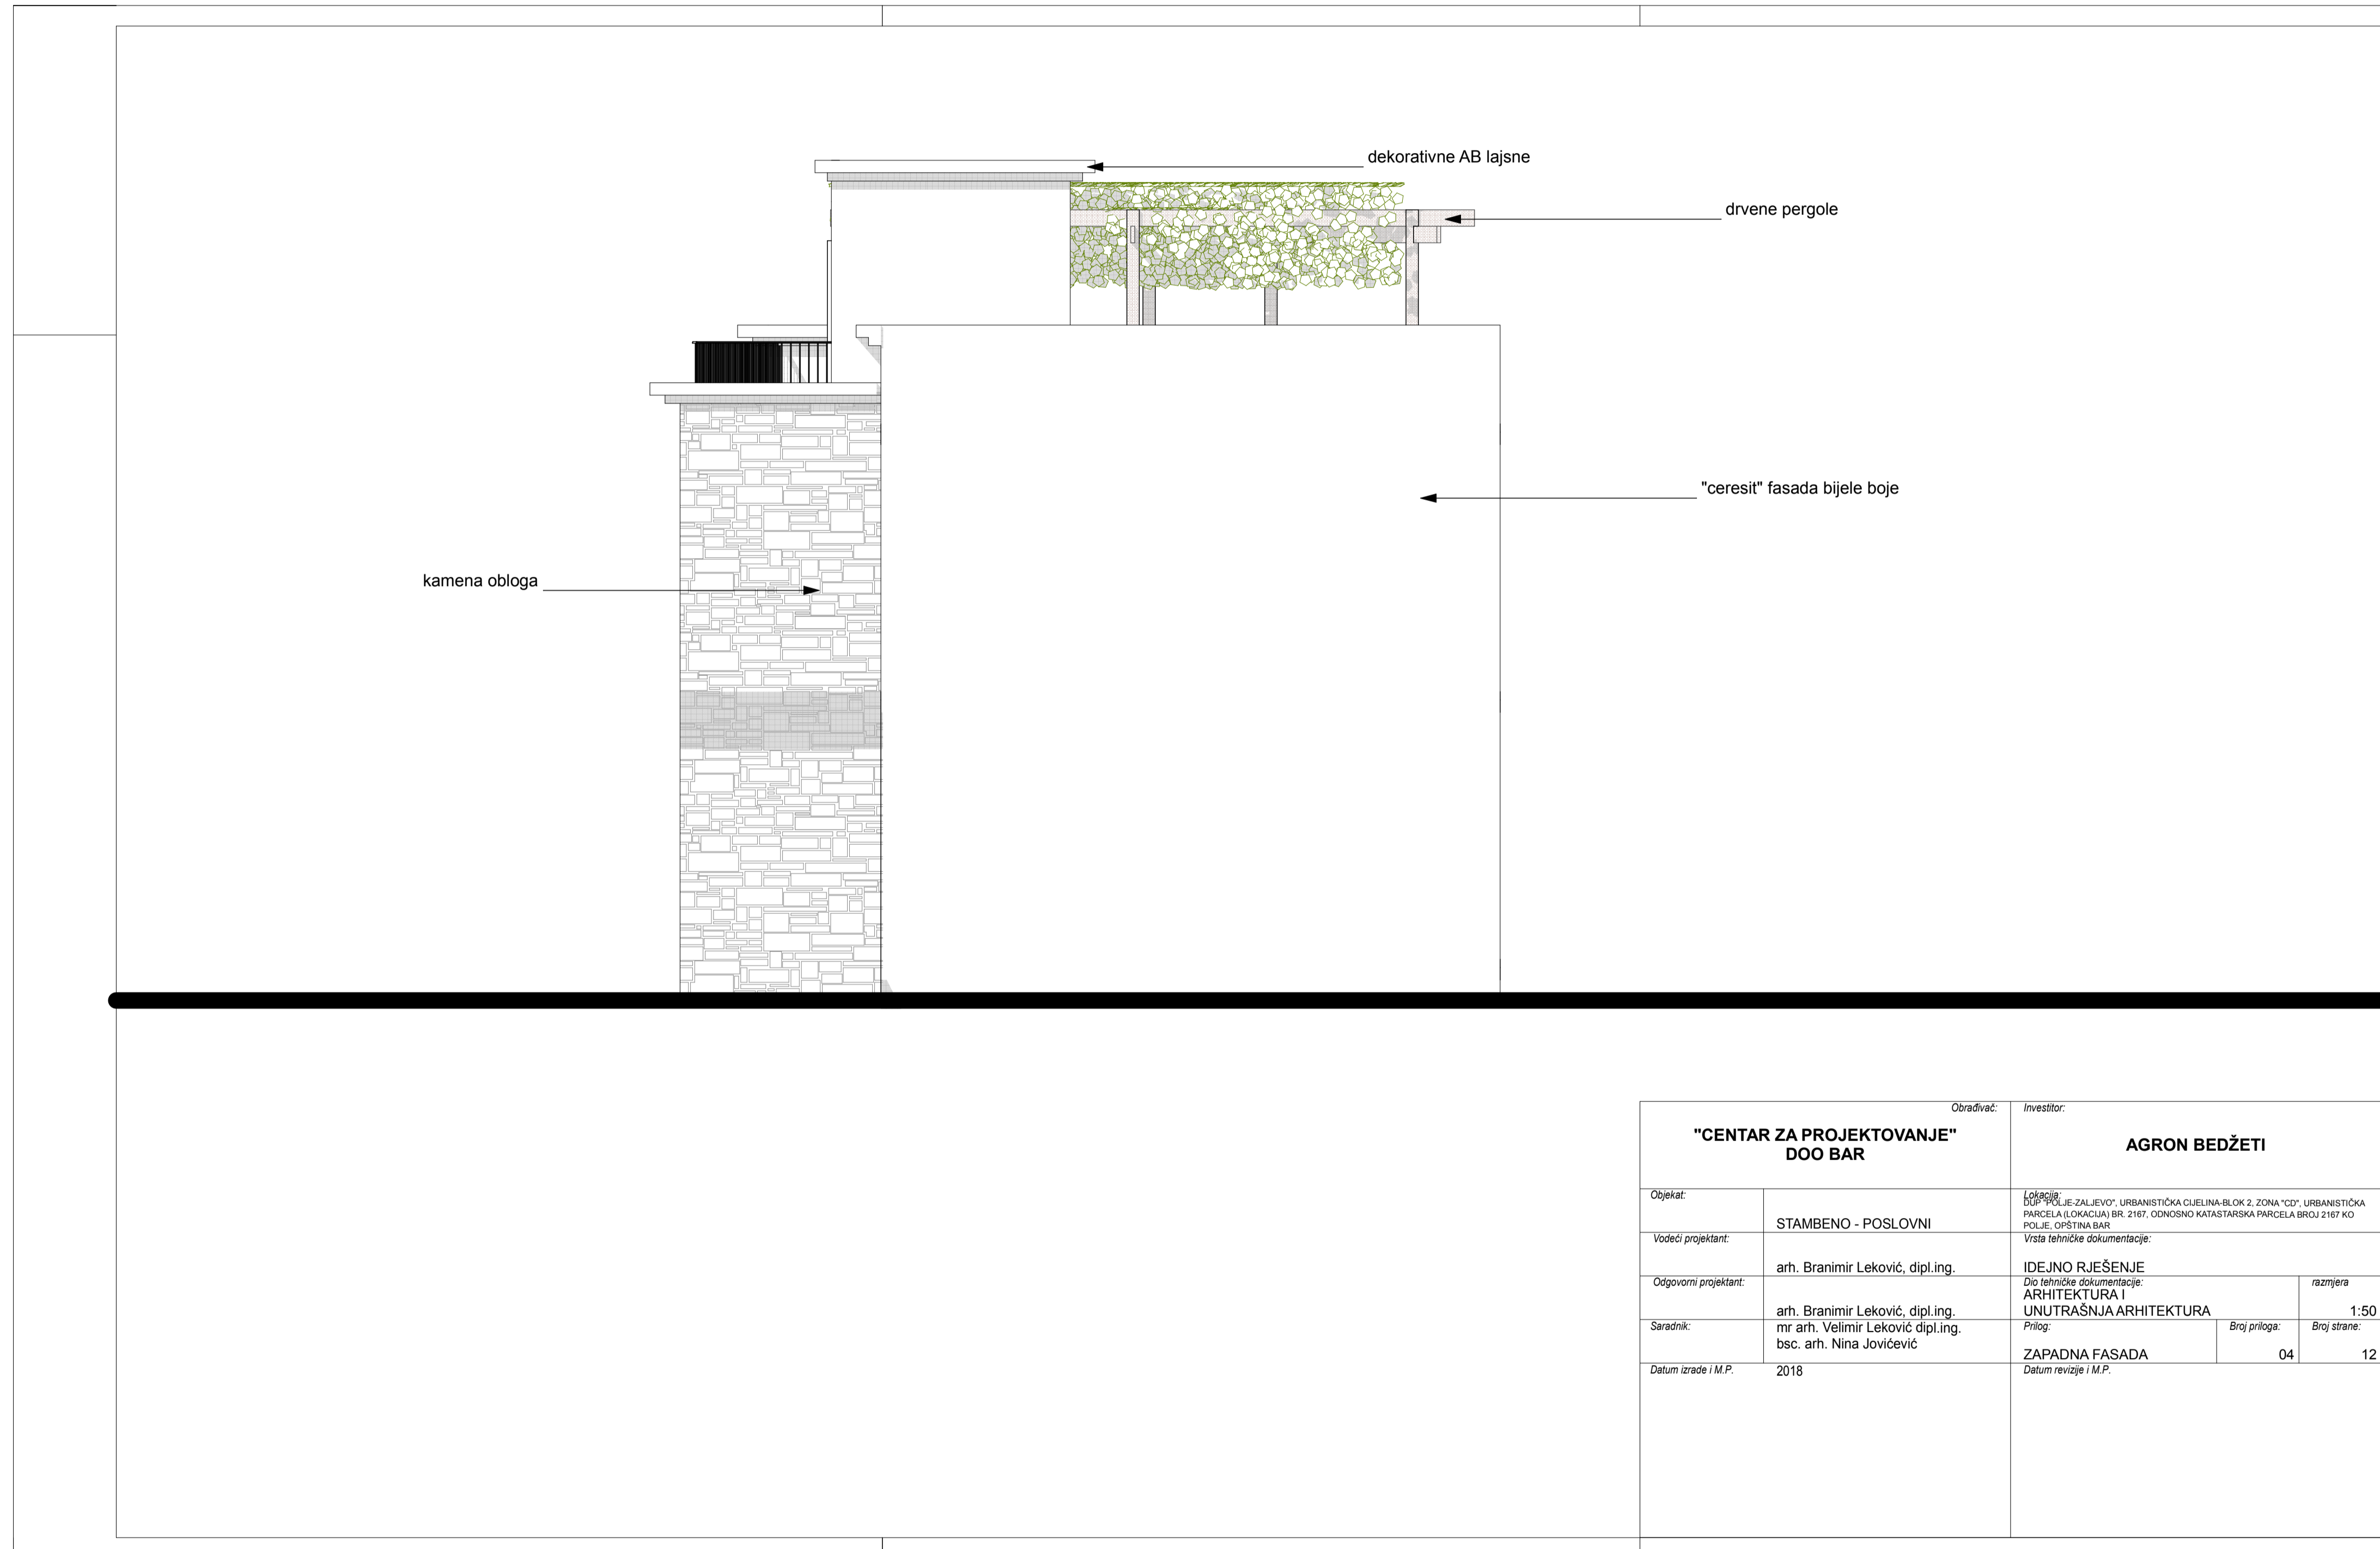 dekorativne AB lajsne
drvene pergole
"ceresit" fasada bijele boje
kamena obloga
Obrađivač:
"CENTAR ZA PROJEKTOVANJE"
DOO BAR
Investitor:
AGRON BEDŽETI
Objekat:
STAMBENO - POSLOVNI
Lokacija:
DUP "POLJE-ZALJEVO", URBANISTIČKA CIJELINA-BLOK 2, ZONA "CD", URBANISTIČKA
PARCELA (LOKACIJA) BR. 2167, ODNOSNO KATASTARSKA PARCELA BROJ 2167 KO
POLJE, OPŠTINA BAR
Vodeći projektant:
arh. Branimir Leković, dipl.ing.
Vrsta tehničke dokumentacije:
IDEJNO RJEŠENJE
Odgovorni projektant:
arh. Branimir Leković, dipl.ing.
Dio tehničke dokumentacije:
ARHITEKTURA I
UNUTRAŠNJA ARHITEKTURA
razmjera
1:50
Saradnik:
mr arh. Velimir Leković dipl.ing.
bsc. arh. Nina Jovićević
Prilog:
ZAPADNA FASADA
Broj priloga:
04
Broj strane:
12
Datum izrade i M.P.
2018
Datum revizije i M.P.